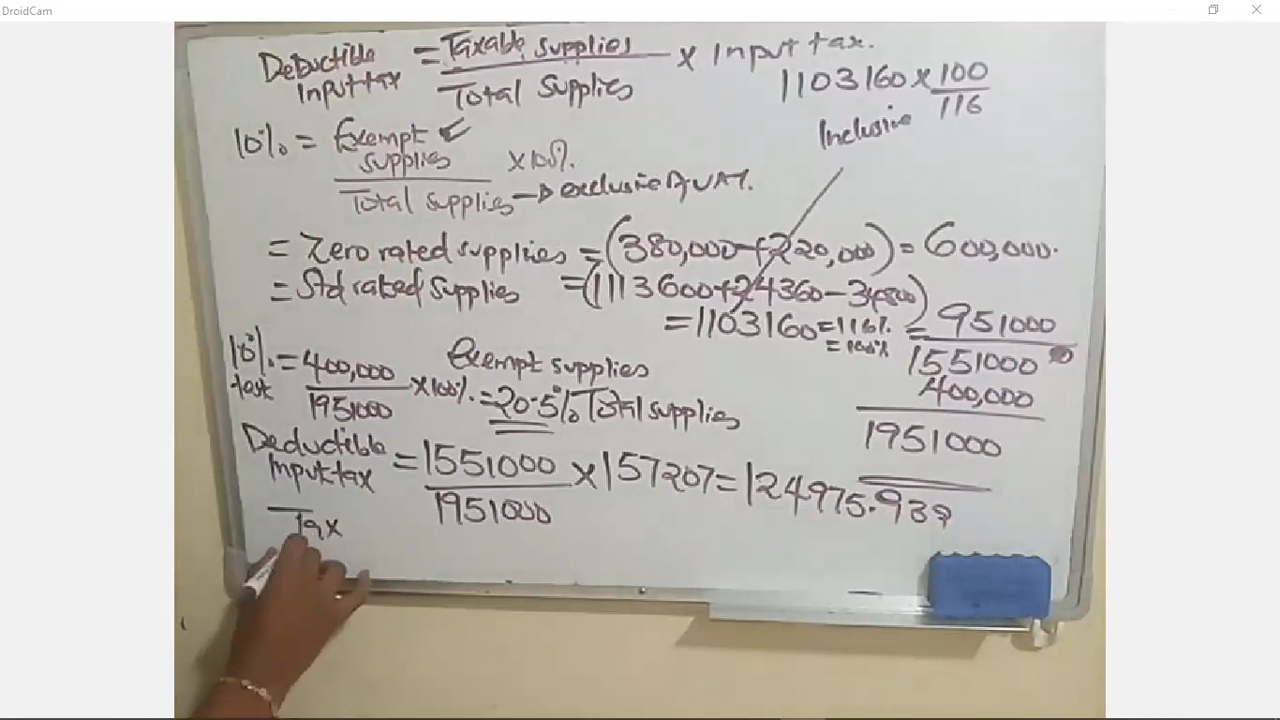 DroidCam
Deductible Input tax = Taxable supplies / Total Supplies × Input tax.
1103160 × 100 / 116
Inclusive
10% = Exempt supplies / Total supplies × 100%
→ exclusive of VAT.
= Zero rated supplies = (380,000 + 220,000) = 600,000.
= Std rated Supplies = (1113600 + 24360 - 34800)
= 1103160 = 116% = 951000
= 100%
1551000
400,000
1951000
10% test = 400,000 / 1951000 × 100% = 20.5%
Exempt supplies
Total supplies
Deductible Input tax = 1551000 / 1951000 × 157207 = 124975.939
Tax